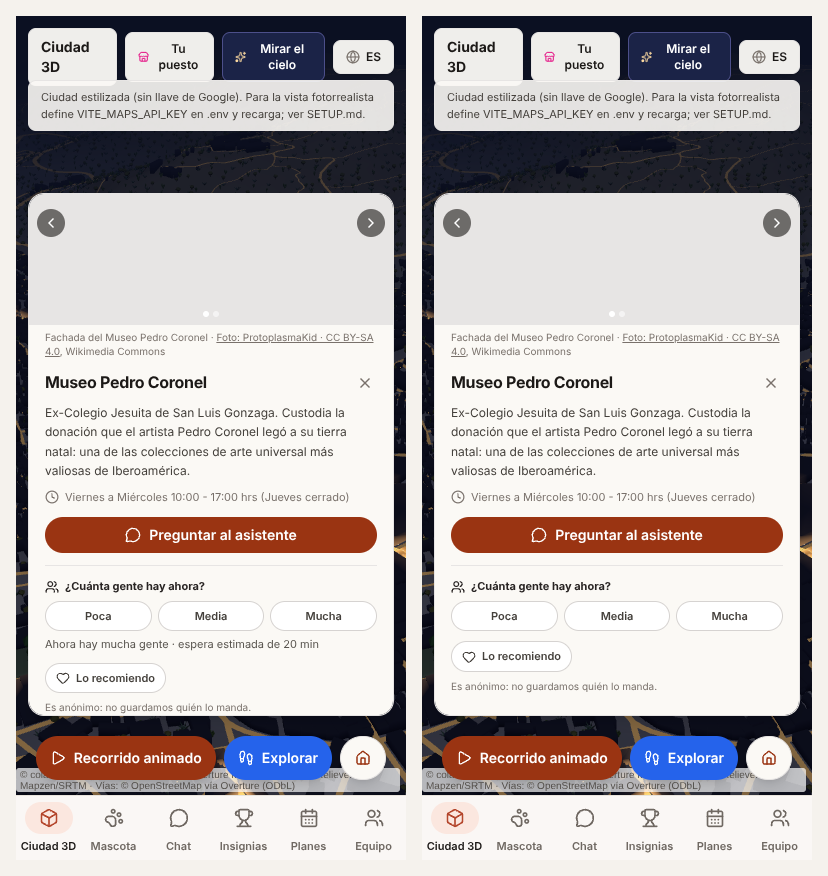 Ciudad 3D
Tu puesto
Mirar el cielo
ES
Ciudad estilizada (sin llave de Google). Para la vista fotorrealista
define VITE_MAPS_API_KEY en .env y recarga; ver SETUP.md.
Fachada del Museo Pedro Coronel · Foto: ProtoplasmaKid · CC BY-SA
4.0, Wikimedia Commons
Museo Pedro Coronel
Ex-Colegio Jesuita de San Luis Gonzaga. Custodia la
donación que el artista Pedro Coronel legó a su tierra
natal: una de las colecciones de arte universal más
valiosas de Iberoamérica.
Viernes a Miércoles 10:00 - 17:00 hrs (Jueves cerrado)
Preguntar al asistente
¿Cuánta gente hay ahora?
Poca
Media
Mucha
Ahora hay mucha gente · espera estimada de 20 min
Lo recomiendo
Es anónimo: no guardamos quién lo manda.
Recorrido animado
Explorar
Mapzen/SRTM · Vías: © OpenStreetMap vía Overture (ODbL)
Ciudad 3D
Mascota
Chat
Insignias
Planes
Equipo
Ciudad 3D
Tu puesto
Mirar el cielo
ES
Ciudad estilizada (sin llave de Google). Para la vista fotorrealista
define VITE_MAPS_API_KEY en .env y recarga; ver SETUP.md.
Fachada del Museo Pedro Coronel · Foto: ProtoplasmaKid · CC BY-SA
4.0, Wikimedia Commons
Museo Pedro Coronel
Ex-Colegio Jesuita de San Luis Gonzaga. Custodia la
donación que el artista Pedro Coronel legó a su tierra
natal: una de las colecciones de arte universal más
valiosas de Iberoamérica.
Viernes a Miércoles 10:00 - 17:00 hrs (Jueves cerrado)
Preguntar al asistente
¿Cuánta gente hay ahora?
Poca
Media
Mucha
Lo recomiendo
Es anónimo: no guardamos quién lo manda.
Recorrido animado
Explorar
Mapzen/SRTM · Vías: © OpenStreetMap vía Overture (ODbL)
Ciudad 3D
Mascota
Chat
Insignias
Planes
Equipo